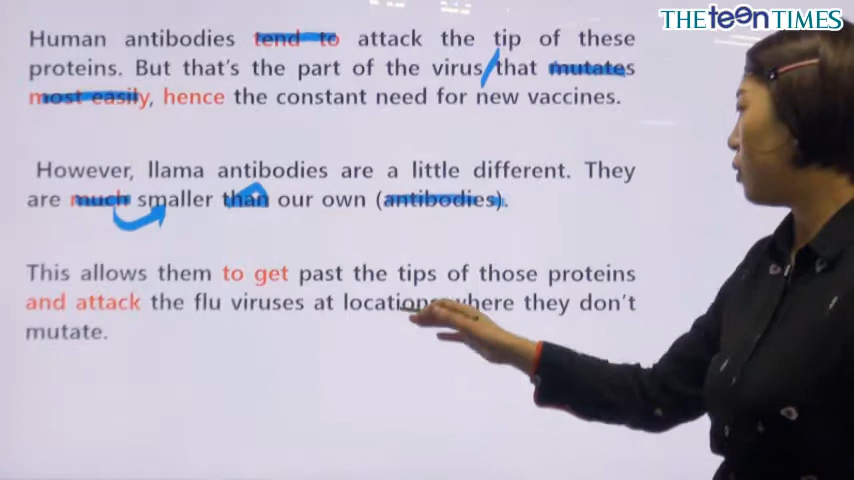 THE teen TIMES
Human antibodies tend to attack the tip of these
proteins. But that's the part of the virus that mutates
most easily, hence the constant need for new vaccines.
However, llama antibodies are a little different. They
are much smaller than our own (antibodies).
This allows them to get past the tips of those proteins
and attack the flu viruses at locations where they don't
mutate.